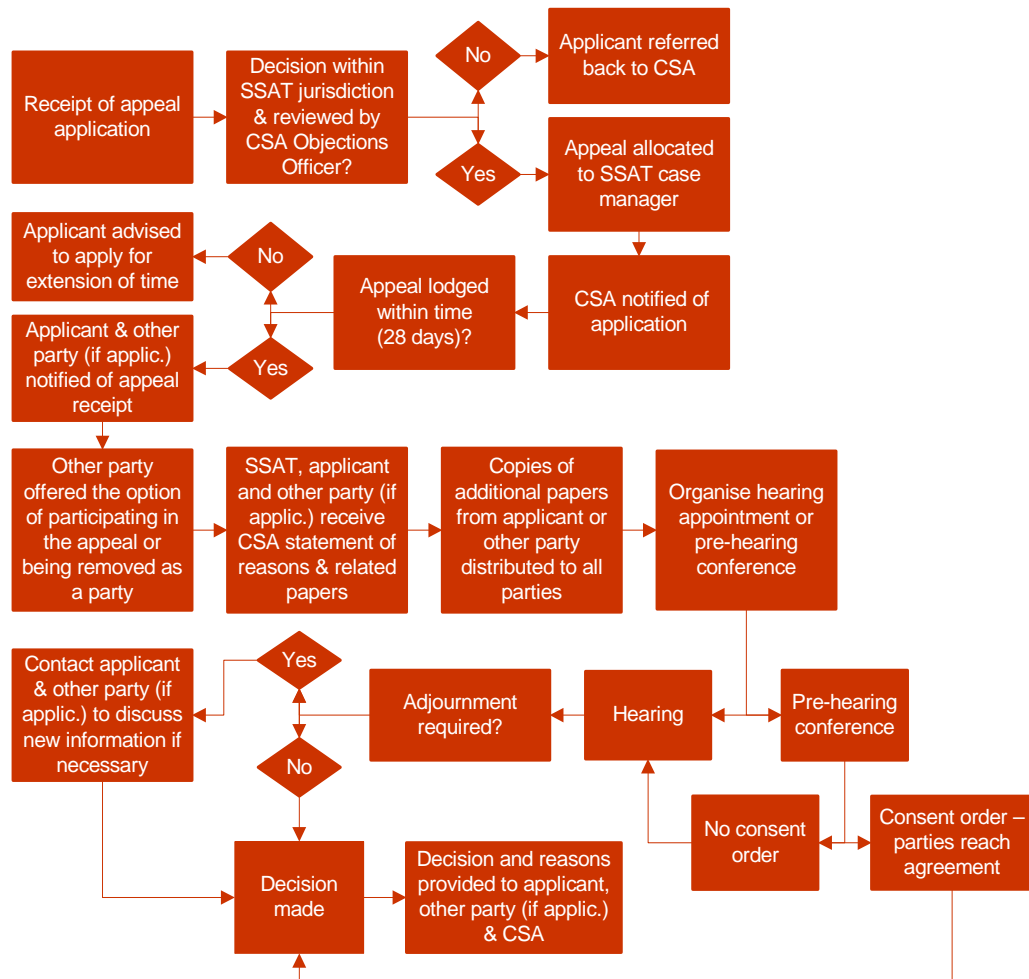 Receipt of appeal
application
Decision within
SSAT jurisdiction
& reviewed by
CSA Objections
Officer?
No
Applicant referred
back to CSA
Yes
Appeal allocated
to SSAT case
manager
CSA notified of
application
Appeal lodged
within time
(28 days)?
No
Applicant advised
to apply for
extension of time
Yes
Applicant & other
party (if applic.)
notified of appeal
receipt
Other party
offered the option
of participating in
the appeal or
being removed as
a party
SSAT, applicant
and other party (if
applic.) receive
CSA statement of
reasons & related
papers
Copies of
additional papers
from applicant or
other party
distributed to all
parties
Organise hearing
appointment or
pre-hearing
conference
Pre-hearing
conference
Hearing
No consent
order
Consent order –
parties reach
agreement
Adjournment
required?
Yes
Contact applicant
& other party (if
applic.) to discuss
new information if
necessary
No
Decision
made
Decision and reasons
provided to applicant,
other party (if applic.)
& CSA